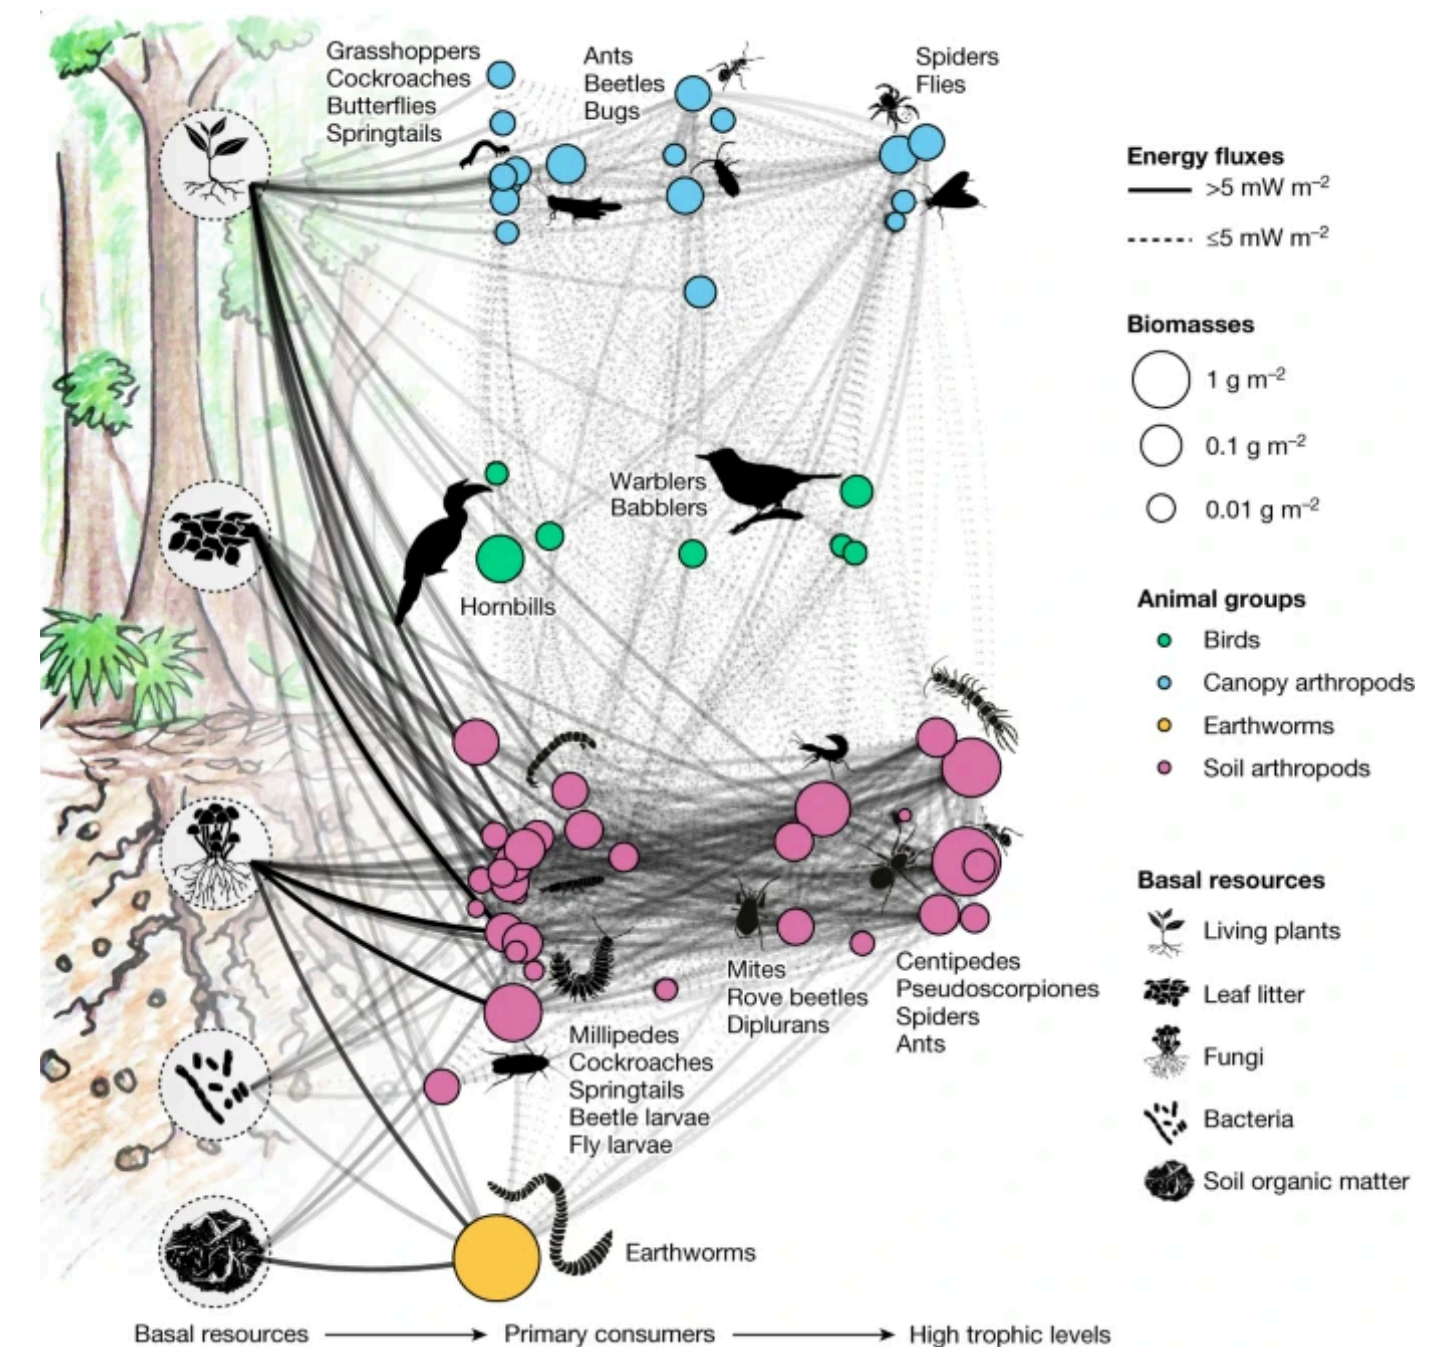 Grasshoppers
Cockroaches
Butterflies
Springtails
Ants
Beetles
Bugs
Spiders
Flies
Energy fluxes
>5 mW m⁻²
≤5 mW m⁻²
Biomasses
1 g m⁻²
0.1 g m⁻²
0.01 g m⁻²
Warblers
Babblers
Hornbills
Animal groups
Birds
Canopy arthropods
Earthworms
Soil arthropods
Basal resources
Living plants
Leaf litter
Fungi
Bacteria
Soil organic matter
Mites
Rove beetles
Diplurans
Centipedes
Pseudoscorpiones
Spiders
Ants
Millipedes
Cockroaches
Springtails
Beetle larvae
Fly larvae
Earthworms
Basal resources
Primary consumers
High trophic levels